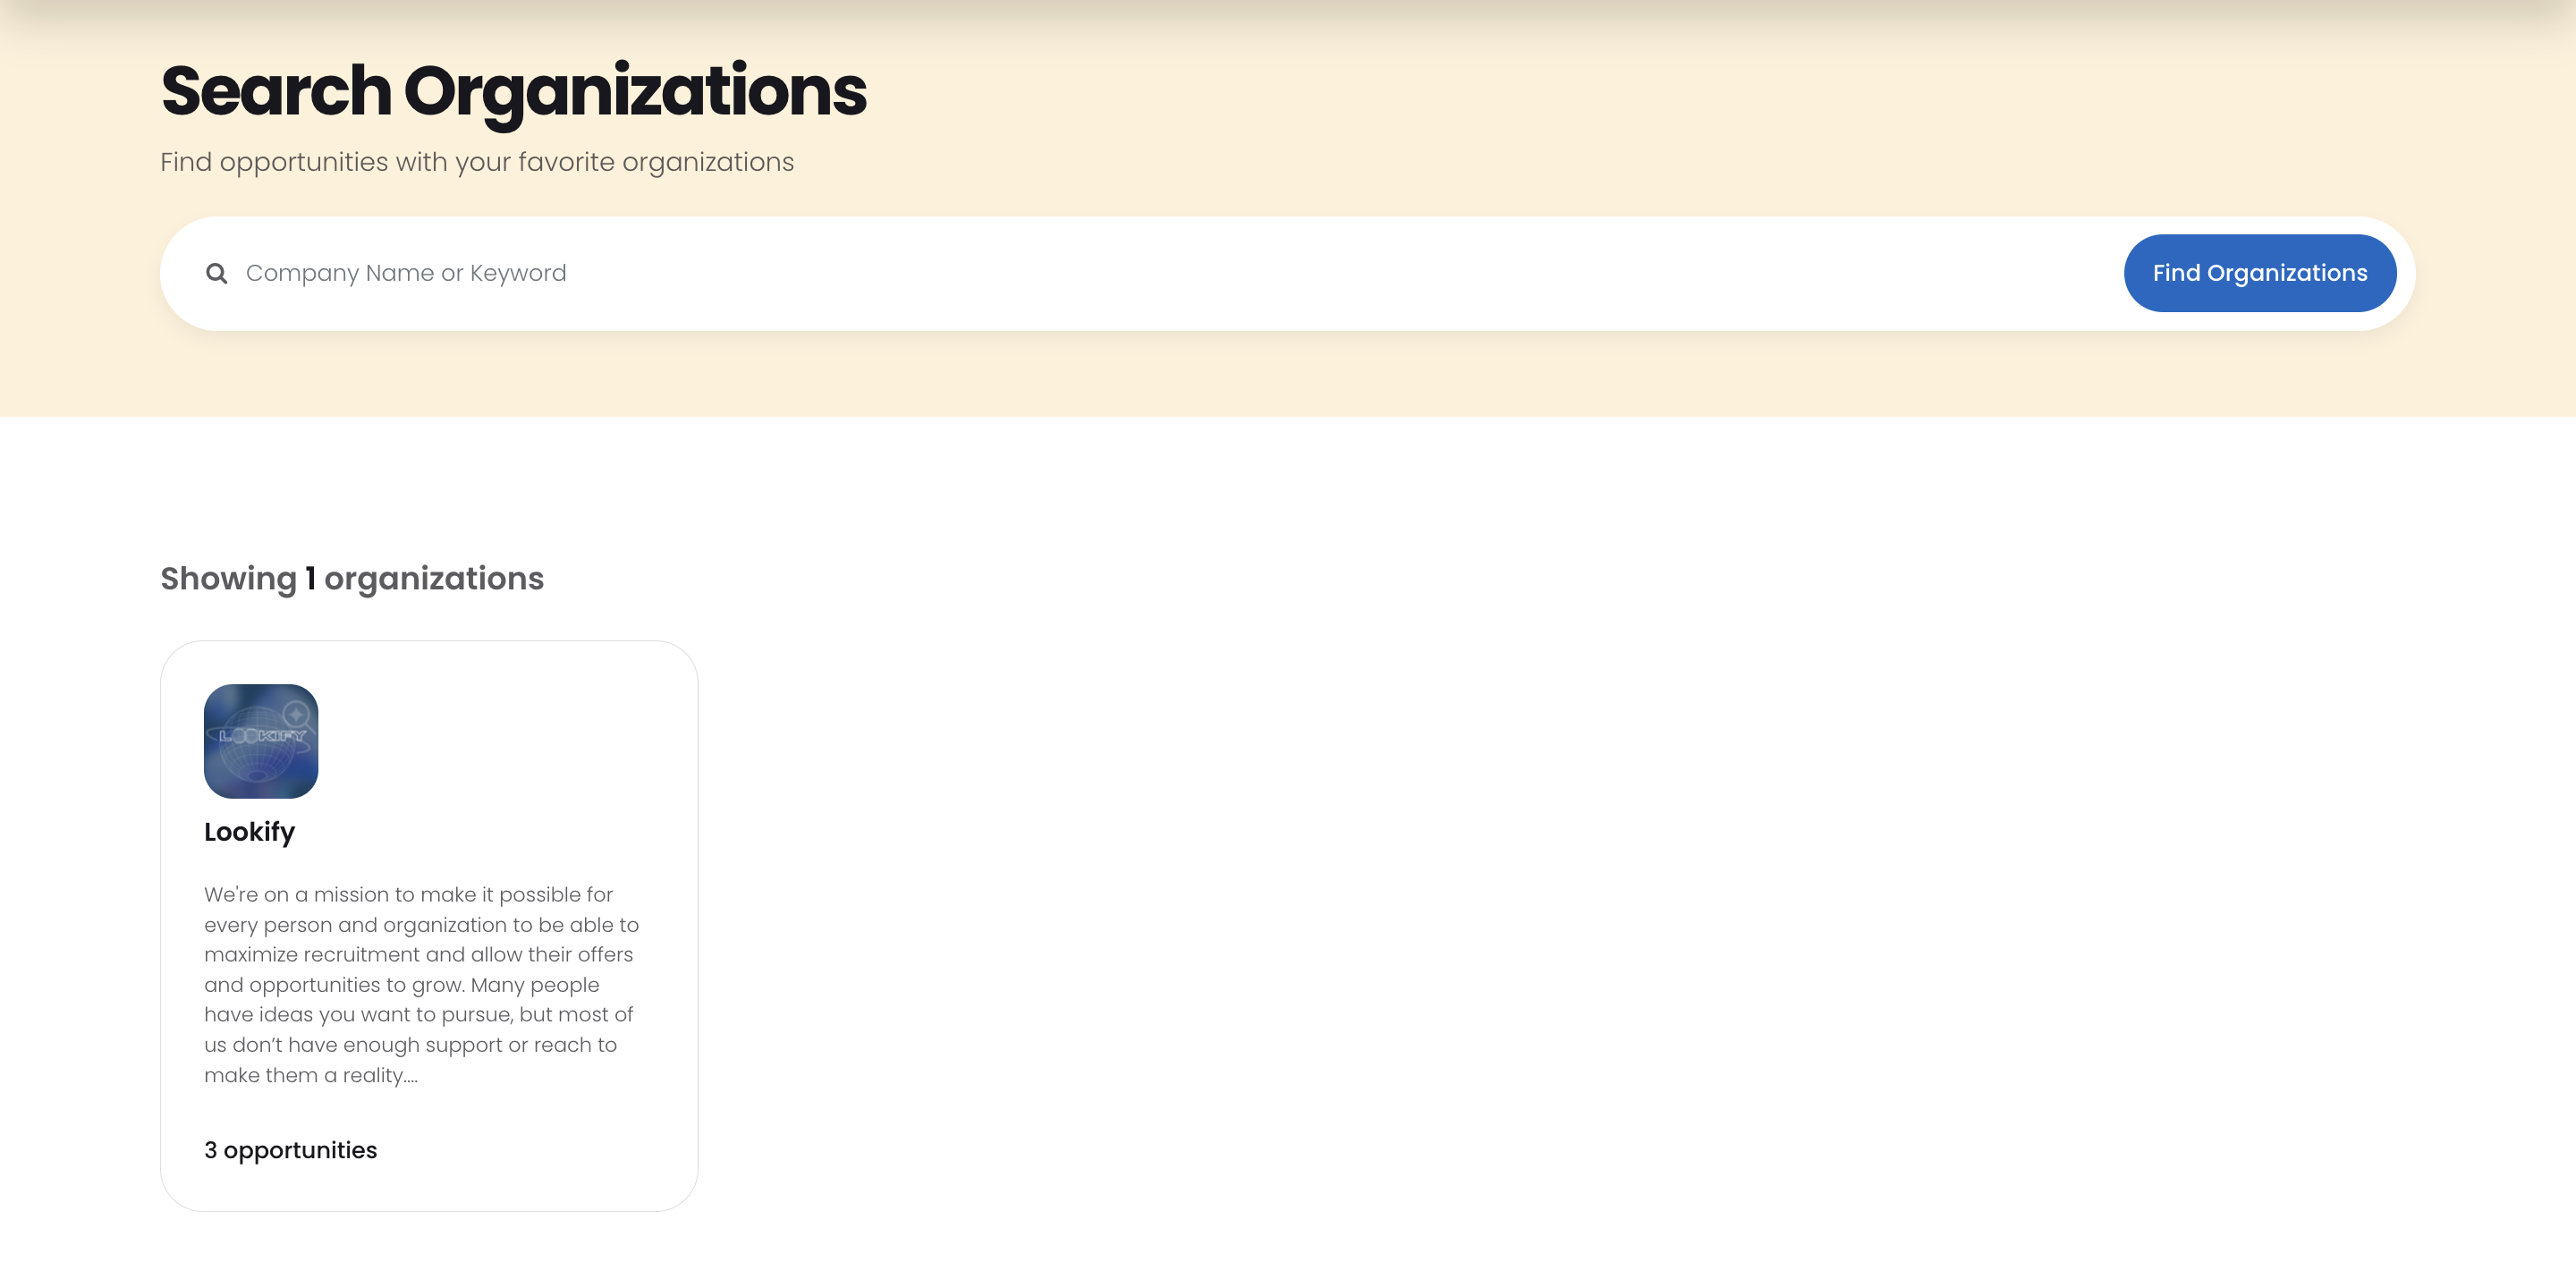 Search Organizations
Find opportunities with your favorite organizations
Company Name or Keyword
Find Organizations
Showing 1 organizations
LOOKIFY
Lookify
We're on a mission to make it possible for
every person and organization to be able to
maximize recruitment and allow their offers
and opportunities to grow. Many people
have ideas you want to pursue, but most of
us don’t have enough support or reach to
make them a reality....
3 opportunities